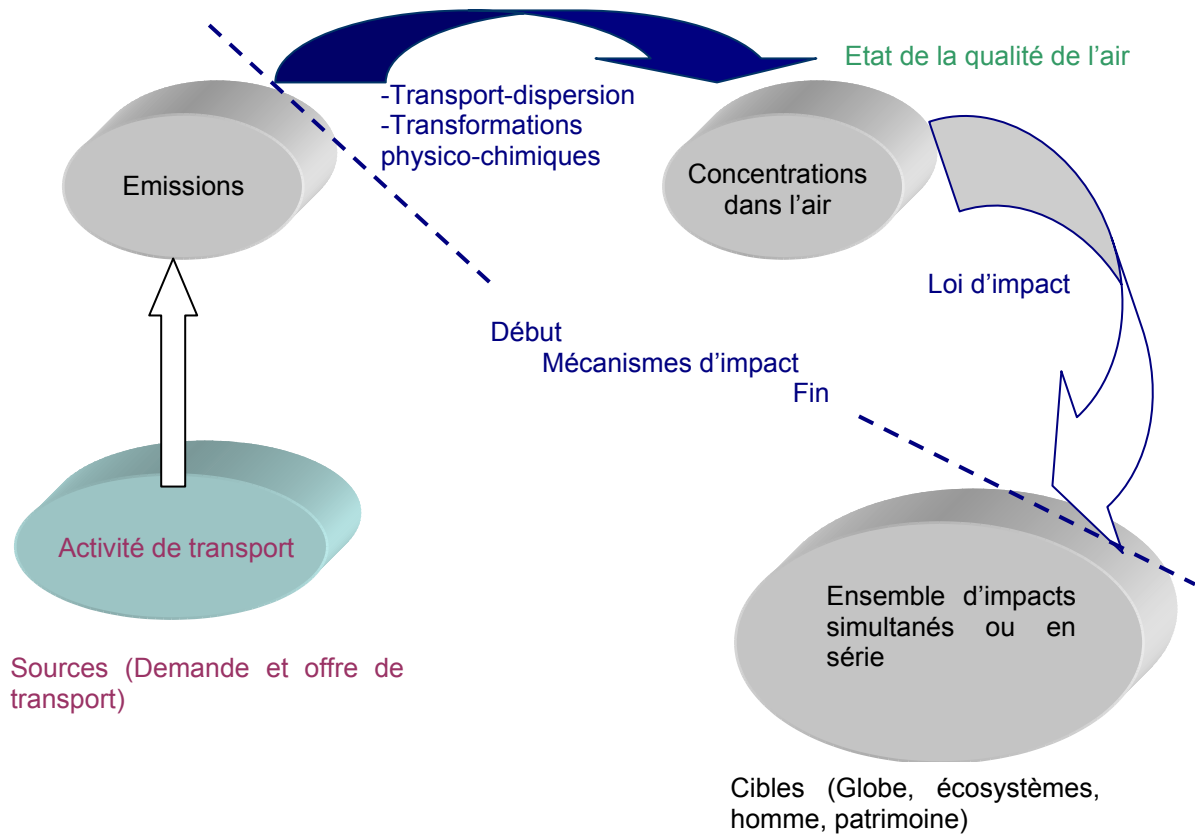 Etat de la qualité de l’air
-Transport-dispersion
-Transformations
physico-chimiques
Emissions
Concentrations
dans l’air
Loi d’impact
Début
Mécanismes d’impact
Fin
Activité de transport
Sources (Demande et offre de
transport)
Ensemble d’impacts
simultanés ou en
série
Cibles (Globe, écosystèmes,
homme, patrimoine)